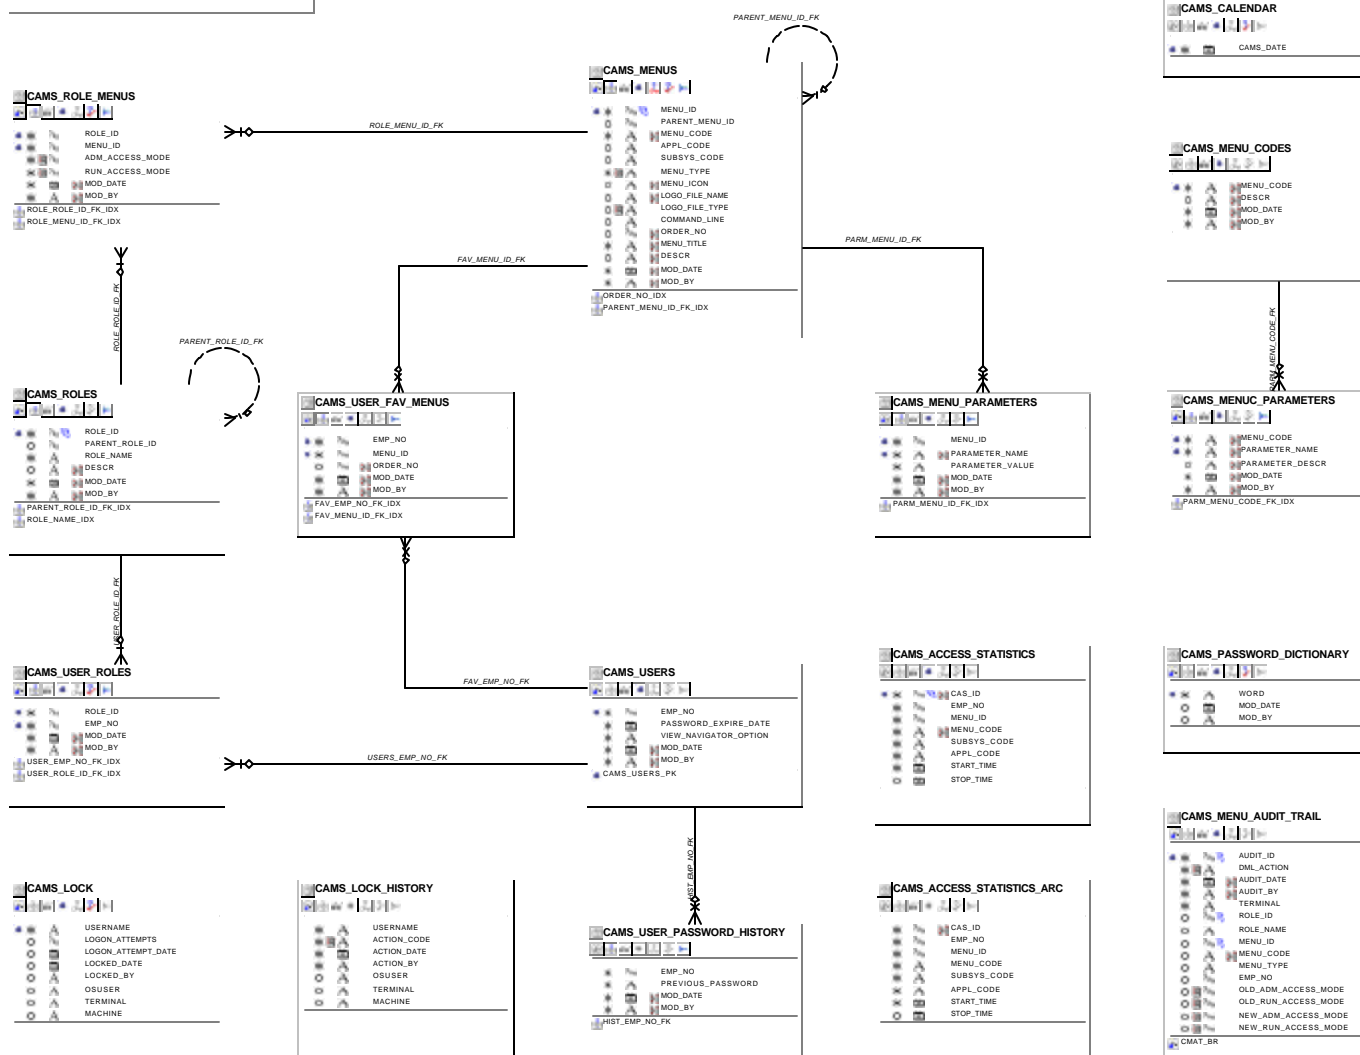 PARENT_MENU_ID_FK
CAMS_CALENDAR
CAMS_DATE
CAMS_MENUS
MENU_ID
PARENT_MENU_ID
MENU_CODE
APPL_CODE
SUBSYS_CODE
MENU_TYPE
MENU_ICON
LOGO_FILE_NAME
LOGO_FILE_TYPE
COMMAND_LINE
ORDER_NO
MENU_TITLE
DESCR
MOD_DATE
MOD_BY
ORDER_NO_IDX
PARENT_MENU_ID_FK_IDX
CAMS_ROLE_MENUS
ROLE_ID
MENU_ID
ADM_ACCESS_MODE
RUN_ACCESS_MODE
MOD_DATE
MOD_BY
ROLE_ROLE_ID_FK_IDX
ROLE_MENU_ID_FK_IDX
ROLE_MENU_ID_FK
CAMS_MENU_CODES
MENU_CODE
DESCR
MOD_DATE
MOD_BY
FAV_MENU_ID_FK
PARM_MENU_ID_FK
ROLE_ROLE_ID_FK
PARENT_ROLE_ID_FK
PARM_MENU_CODE_FK
CAMS_ROLES
ROLE_ID
PARENT_ROLE_ID
ROLE_NAME
DESCR
MOD_DATE
MOD_BY
PARENT_ROLE_ID_FK_IDX
ROLE_NAME_IDX
CAMS_USER_FAV_MENUS
EMP_NO
MENU_ID
ORDER_NO
MOD_DATE
MOD_BY
FAV_EMP_NO_FK_IDX
FAV_MENU_ID_FK_IDX
CAMS_MENU_PARAMETERS
MENU_ID
PARAMETER_NAME
PARAMETER_VALUE
MOD_DATE
MOD_BY
PARM_MENU_ID_FK_IDX
CAMS_MENUC_PARAMETERS
MENU_CODE
PARAMETER_NAME
PARAMETER_DESCR
MOD_DATE
MOD_BY
PARM_MENU_CODE_FK_IDX
USER_ROLE_ID_FK
CAMS_USER_ROLES
ROLE_ID
EMP_NO
MOD_DATE
MOD_BY
USER_EMP_NO_FK_IDX
USER_ROLE_ID_FK_IDX
FAV_EMP_NO_FK
USERS_EMP_NO_FK
CAMS_USERS
EMP_NO
PASSWORD_EXPIRE_DATE
VIEW_NAVIGATOR_OPTION
MOD_DATE
MOD_BY
CAMS_USERS_PK
CAMS_ACCESS_STATISTICS
CAS_ID
EMP_NO
MENU_ID
MENU_CODE
SUBSYS_CODE
APPL_CODE
START_TIME
STOP_TIME
CAMS_PASSWORD_DICTIONARY
WORD
MOD_DATE
MOD_BY
HIST_EMP_NO_FK
CAMS_LOCK
USERNAME
LOGON_ATTEMPTS
LOGON_ATTEMPT_DATE
LOCKED_DATE
LOCKED_BY
OSUSER
TERMINAL
MACHINE
CAMS_LOCK_HISTORY
USERNAME
ACTION_CODE
ACTION_DATE
ACTION_BY
OSUSER
TERMINAL
MACHINE
CAMS_USER_PASSWORD_HISTORY
EMP_NO
PREVIOUS_PASSWORD
MOD_DATE
MOD_BY
HIST_EMP_NO_FK
CAMS_ACCESS_STATISTICS_ARC
CAS_ID
EMP_NO
MENU_ID
MENU_CODE
SUBSYS_CODE
APPL_CODE
START_TIME
STOP_TIME
CAMS_MENU_AUDIT_TRAIL
AUDIT_ID
DML_ACTION
AUDIT_DATE
AUDIT_BY
TERMINAL
ROLE_ID
ROLE_NAME
MENU_ID
MENU_CODE
MENU_TYPE
EMP_NO
OLD_ADM_ACCESS_MODE
OLD_RUN_ACCESS_MODE
NEW_ADM_ACCESS_MODE
NEW_RUN_ACCESS_MODE
CMAT_BR